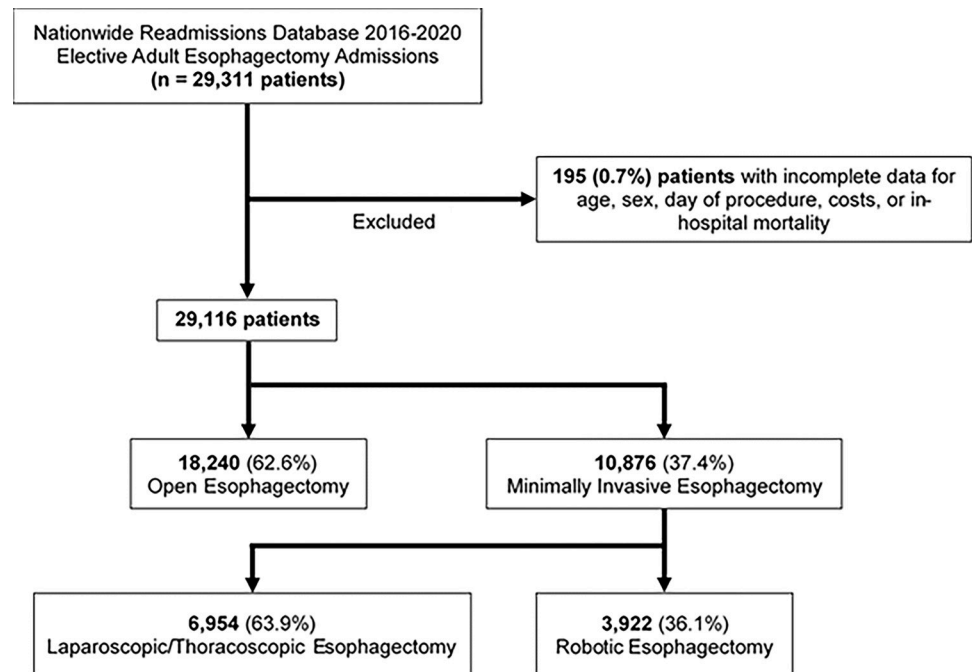 Nationwide Readmissions Database 2016-2020
Elective Adult Esophagectomy Admissions
(n = 29,311 patients)
195 (0.7%) patients with incomplete data for
age, sex, day of procedure, costs, or in-
hospital mortality
Excluded
29,116 patients
18,240 (62.6%)
Open Esophagectomy
10,876 (37.4%)
Minimally Invasive Esophagectomy
6,954 (63.9%)
Laparoscopic/Thoracoscopic Esophagectomy
3,922 (36.1%)
Robotic Esophagectomy